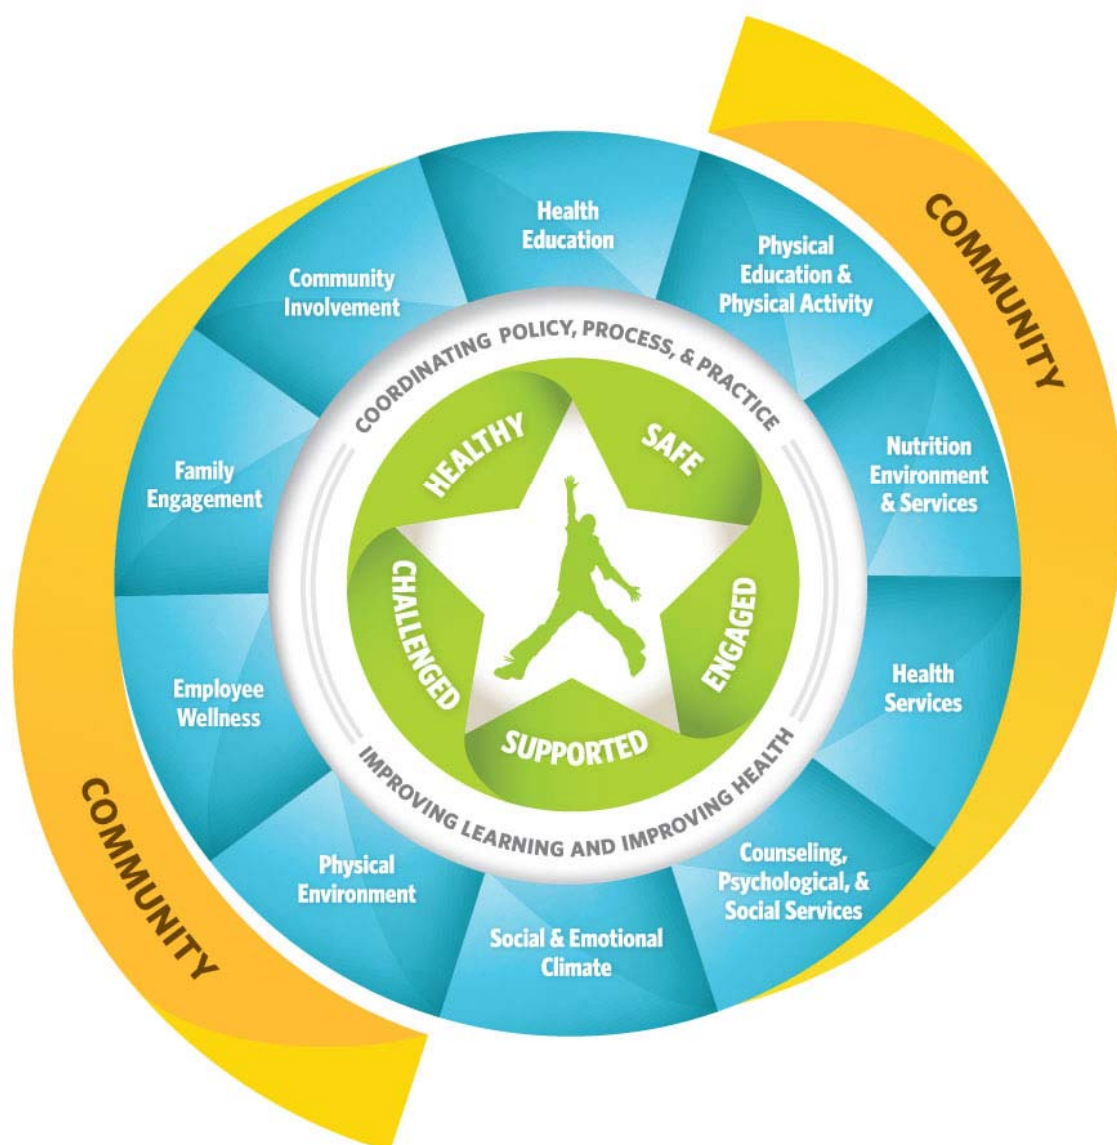 COMMUNITY
Health
Education
Physical
Education &
Physical Activity
Nutrition
Environment
& Services
Health
Services
Counseling,
Psychological, &
Social Services
Social & Emotional
Climate
Physical
Environment
Employee
Wellness
Family
Engagement
Community
Involvement
COORDINATING POLICY, PROCESS, & PRACTICE
IMPROVING LEARNING AND IMPROVING HEALTH
HEALTHY
SAFE
ENGAGED
SUPPORTED
CHALLENGED
COMMUNITY